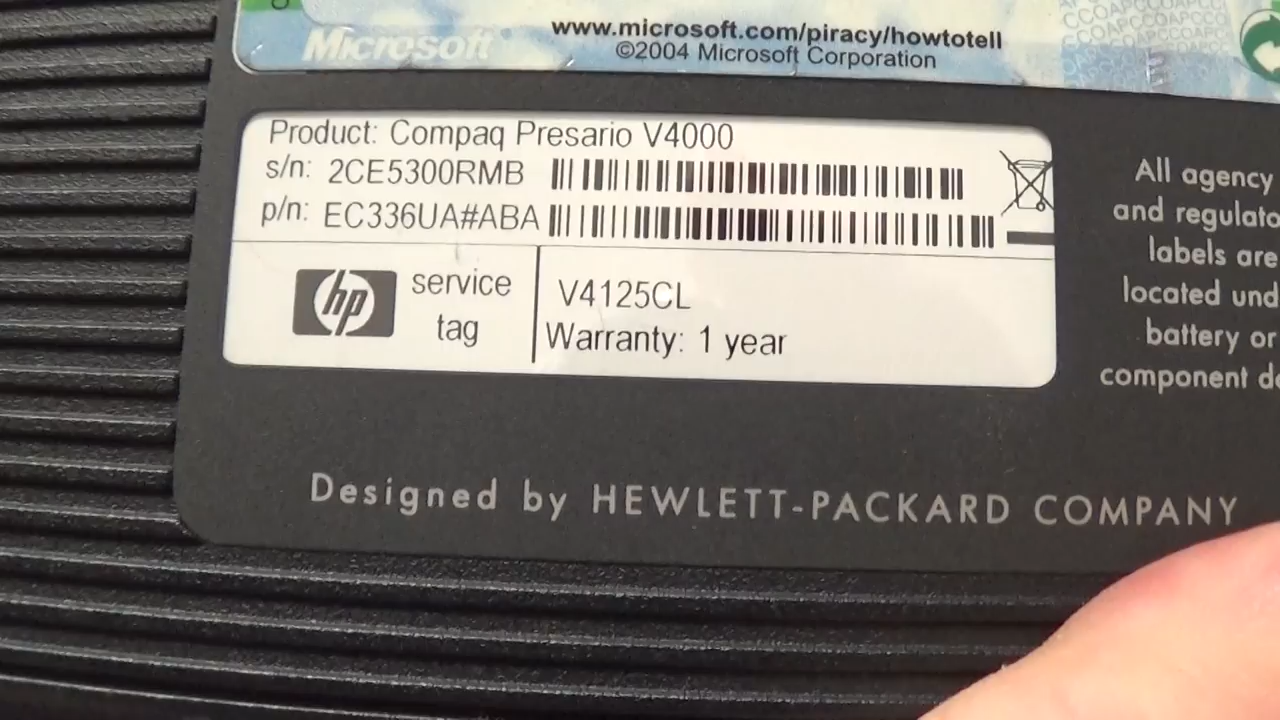 www.microsoft.com/piracy/howtotell
Microsoft
©2004 Microsoft Corporation
Product: Compaq Presario V4000
s/n: 2CE5300RMB
p/n: EC336UA#ABA
hp
service
tag
V4125CL
Warranty: 1 year
All agency
and regulato
labels are
located und
battery or
component
Designed by HEWLETT-PACKARD COMPANY